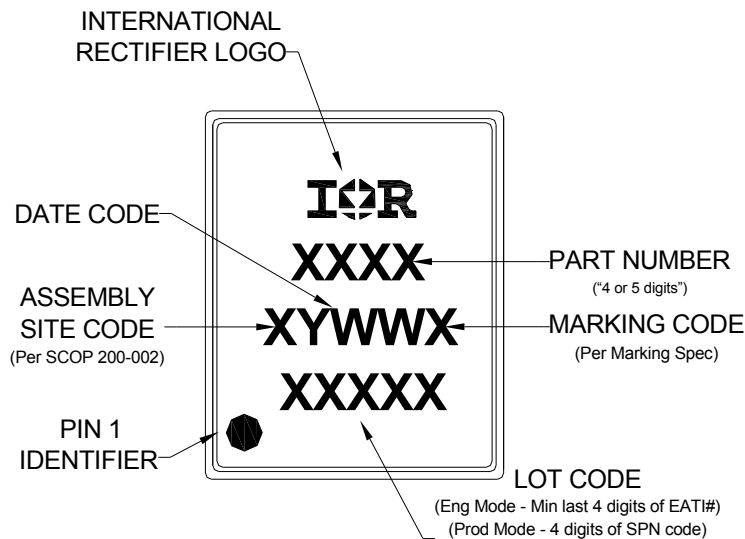 INTERNATIONAL
RECTIFIER LOGO
IOR
DATE CODE
XXXX
PART NUMBER
(“4 or 5 digits”)
ASSEMBLY
SITE CODE
(Per SCOP 200-002)
XYWWX
MARKING CODE
(Per Marking Spec)
XXXXX
PIN 1
IDENTIFIER
LOT CODE
(Eng Mode - Min last 4 digits of EATI#)
(Prod Mode - 4 digits of SPN code)